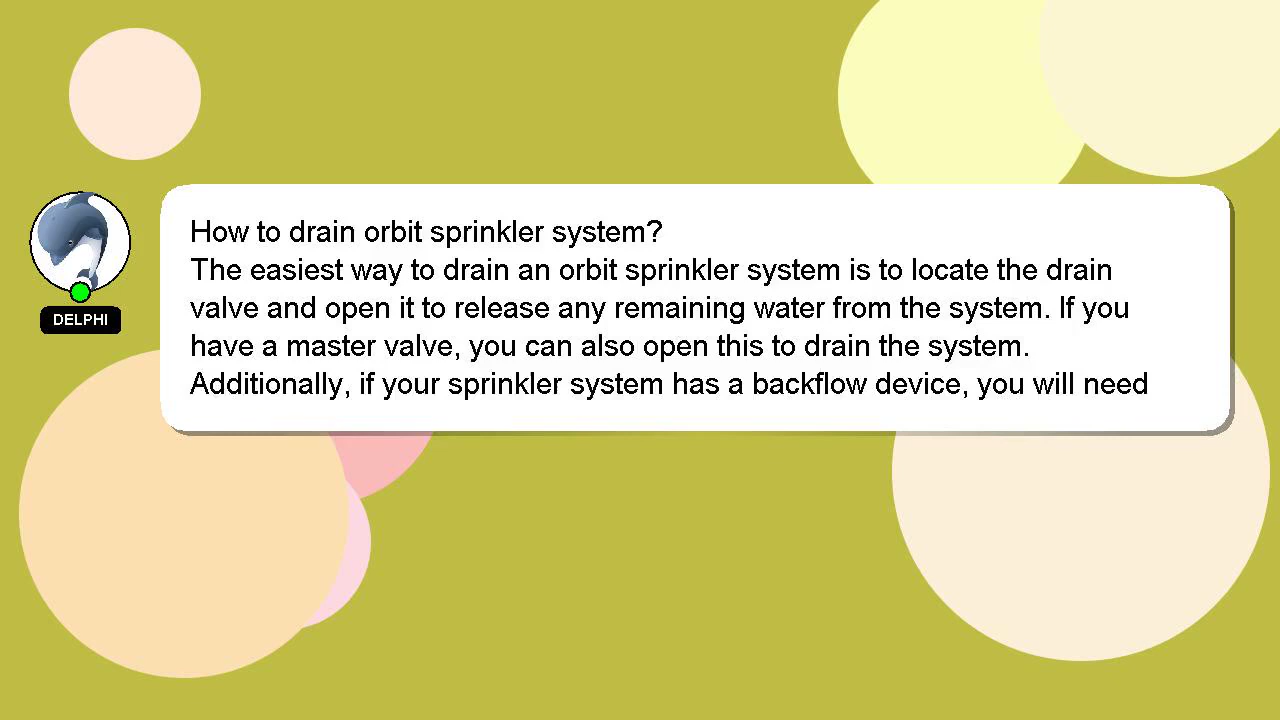 How to drain orbit sprinkler system?
The easiest way to drain an orbit sprinkler system is to locate the drain
valve and open it to release any remaining water from the system. If you
have a master valve, you can also open this to drain the system.
Additionally, if your sprinkler system has a backflow device, you will need
DELPHI